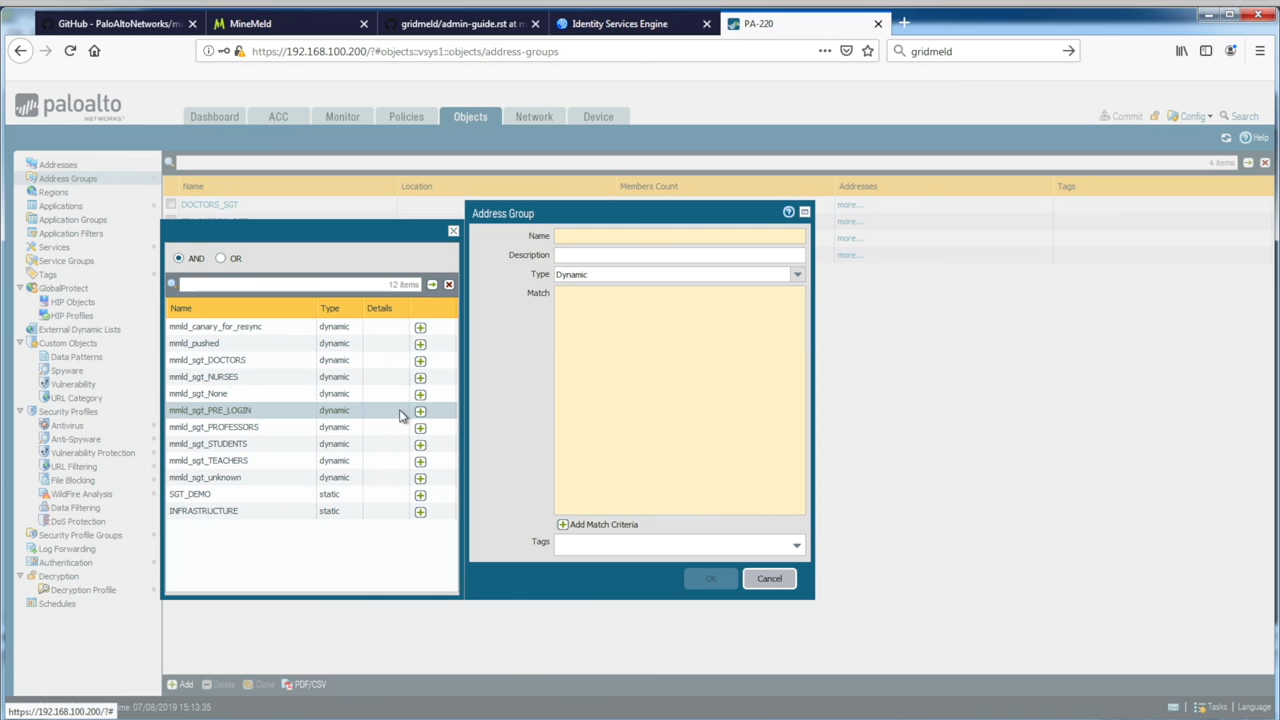 GitHub - PaloAltoNetworks/m
MineMeld
gridmeld/admin-guide.rst at m
Identity Services Engine
PA-220
https://192.168.100.200/?#objects::vsys1::objects/address-groups
gridmeld
paloalto
NETWORKS
Dashboard
ACC
Monitor
Policies
Objects
Network
Device
Commit
Config
Search
Help
Addresses
Address Groups
Regions
Applications
Application Groups
Application Filters
Services
Service Groups
Tags
GlobalProtect
HIP Objects
HIP Profiles
External Dynamic Lists
Custom Objects
Data Patterns
Spyware
Vulnerability
URL Category
Security Profiles
Antivirus
Anti-Spyware
Vulnerability Protection
URL Filtering
File Blocking
WildFire Analysis
Data Filtering
DoS Protection
Security Profile Groups
Log Forwarding
Authentication
Decryption
Decryption Profile
Schedules
4 items
Name Location Members Count Addresses Tags
DOCTORS_SGT more...
more...
more...
more...
AND OR
12 items
Name Type Details
mmld_canary_for_resync dynamic
mmld_pushed dynamic
mmld_sgt_DOCTORS dynamic
mmld_sgt_NURSES dynamic
mmld_sgt_None dynamic
mmld_sgt_PRE_LOGIN dynamic
mmld_sgt_PROFESSORS dynamic
mmld_sgt_STUDENTS dynamic
mmld_sgt_TEACHERS dynamic
mmld_sgt_unknown dynamic
SGT_DEMO static
INFRASTRUCTURE static
Address Group
Name
Description
Type Dynamic
Match
Add Match Criteria
Tags
OK
Cancel
Add
Delete
Clone
PDF/CSV
https://192.168.100.200/?#
me: 07/08/2019 15:13:35
Tasks
Language